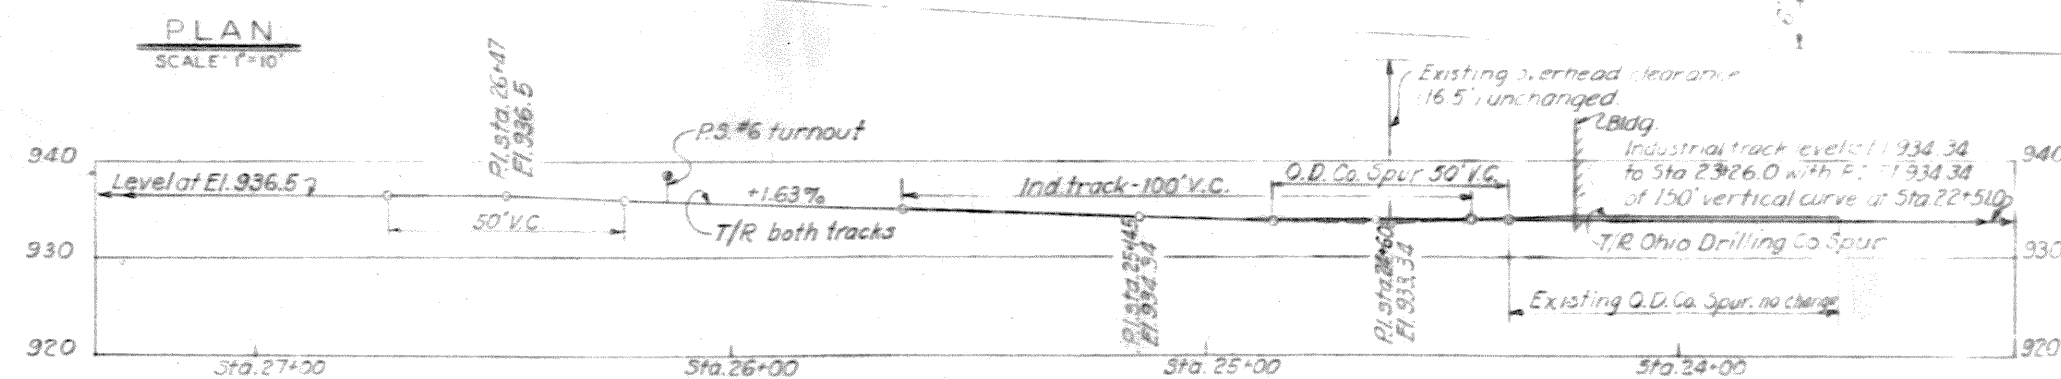 PLAN
SCALE-1"=10'
P.I. sta. 26+47
El. 936.5
Existing overhead clearance
(16.5') unchanged.
P.S. #6 turnout
Bldg.
940
Level at El. 936.5
+1.63%
Ind. track-100' V.C.
O.D. Co. Spur 50' V.C.
Industrial track level El 934.34
to Sta 23+26.0 with P.I. El 934.34
of 150' vertical curve at Sta. 22+51.0
940
50' V.C.
T/R both tracks
T/R Ohio Drilling Co Spur
930
P.I. sta. 25+14.5
El. 934.34
P.I. sta. 24+60
El. 933.34
930
Existing O.D. Co. Spur, no change
920
920
Sta. 27+00
Sta. 26+00
Sta. 25+00
Sta. 24+00